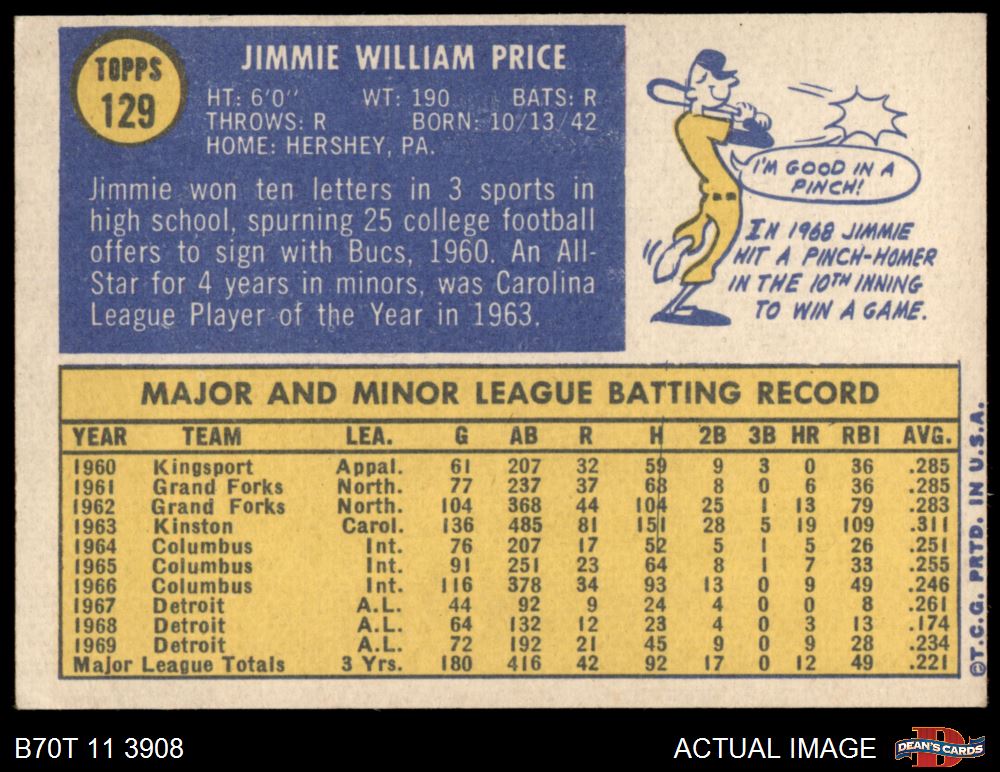 TOPPS
129
JIMMIE WILLIAM PRICE
HT: 6'0" WT: 190 BATS: R
THROWS: R BORN: 10/13/42
HOME: HERSHEY, PA.
Jimmie won ten letters in 3 sports in
high school, spurning 25 college football
offers to sign with Bucs, 1960. An All-
Star for 4 years in minors, was Carolina
League Player of the Year in 1963.
I'M GOOD IN A
PINCH!
IN 1968 JIMMIE
HIT A PINCH-HOMER
IN THE 10TH INNING
TO WIN A GAME.
MAJOR AND MINOR LEAGUE BATTING RECORD
YEAR TEAM LEA. G AB R H 2B 3B HR RBI AVG.
1960 Kingsport Appal. 61 207 32 59 9 3 0 36 .285
1961 Grand Forks North. 77 237 37 68 8 0 6 36 .285
1962 Grand Forks North. 104 368 44 104 25 1 13 79 .283
1963 Kinston Carol. 136 485 81 151 28 5 19 109 .311
1964 Columbus Int. 76 207 17 52 5 1 5 26 .251
1965 Columbus Int. 91 251 23 64 8 1 7 33 .255
1966 Columbus Int. 116 378 34 93 13 0 9 49 .246
1967 Detroit A.L. 44 92 9 24 4 0 0 8 .261
1968 Detroit A.L. 64 132 12 23 4 0 3 13 .174
1969 Detroit A.L. 72 192 21 45 9 0 9 28 .234
Major League Totals 3 Yrs. 180 416 42 92 17 0 12 49 .221
©T.C.G. PRTD. IN U.S.A.
B70T 11 3908
ACTUAL IMAGE
D
DEAN'S CARDS